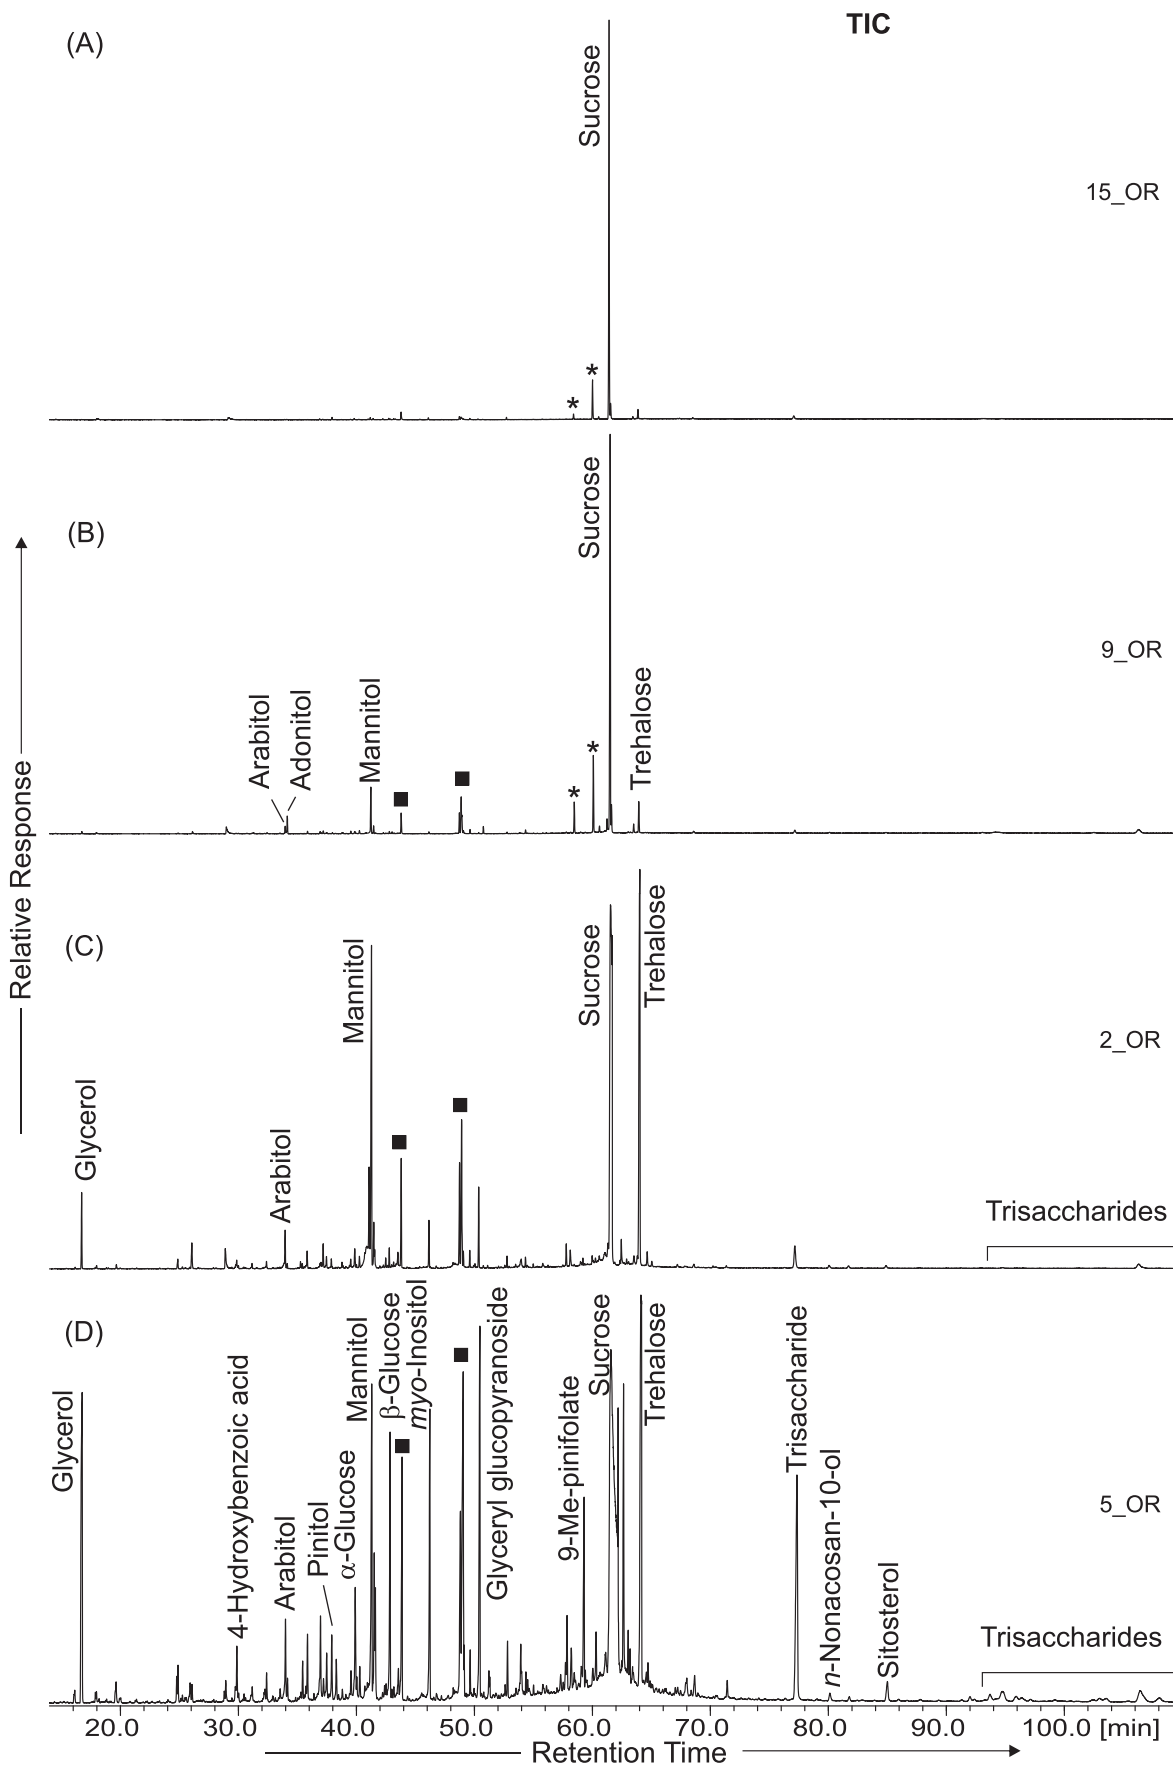 TIC
(A)
Sucrose
15_OR
*
*
(B)
Sucrose
9_OR
Arabitol
Adonitol
Mannitol
Trehalose
*
*
(C)
Mannitol
Sucrose
Trehalose
2_OR
Glycerol
Arabitol
Trisaccharides
(D)
Glycerol
4-Hydroxybenzoic acid
Arabitol
Pinitol
α-Glucose
Mannitol
β-Glucose
myo-Inositol
Glyceryl glucopyranoside
9-Me-pinifolate
Sucrose
Trehalose
Trisaccharide
n-Nonacosan-10-ol
Sitosterol
5_OR
Trisaccharides
Relative Response
20.0 30.0 40.0 50.0 60.0 70.0 80.0 90.0 100.0 [min]
Retention Time